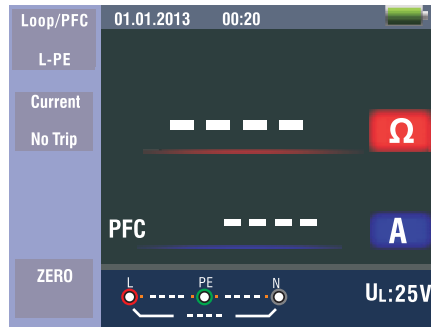 Loop/PFC
L-PE
Current
No Trip
ZERO
01.01.2013 00:20
---- Ω
PFC ---- A
L PE N
---- ----
----
UL:25V